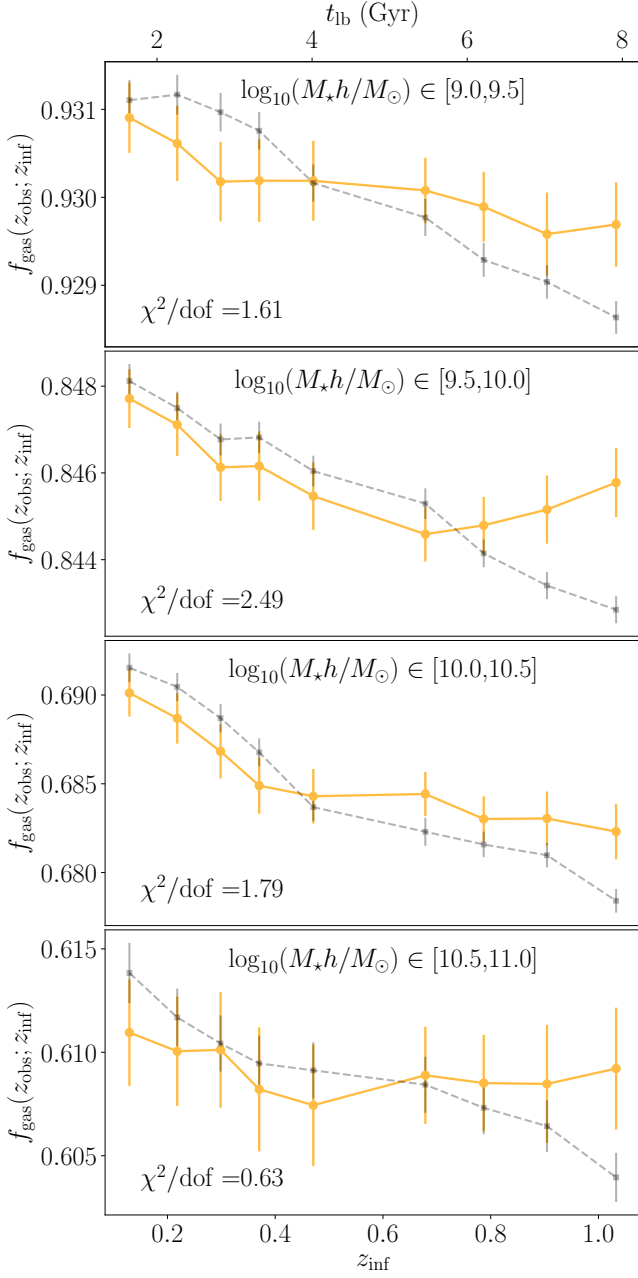 t_lb (Gyr)
2 4 6 8
log₁₀(M⋆h/M⊙) ∈ [9.0,9.5]
0.931
0.930
0.929
f_gas(z_obs; z_inf)
χ²/dof =1.61
log₁₀(M⋆h/M⊙) ∈ [9.5,10.0]
0.848
0.846
0.844
f_gas(z_obs; z_inf)
χ²/dof =2.49
log₁₀(M⋆h/M⊙) ∈ [10.0,10.5]
0.690
0.685
0.680
f_gas(z_obs; z_inf)
χ²/dof =1.79
log₁₀(M⋆h/M⊙) ∈ [10.5,11.0]
0.615
0.610
0.605
f_gas(z_obs; z_inf)
χ²/dof =0.63
0.2 0.4 0.6 0.8 1.0
z_inf